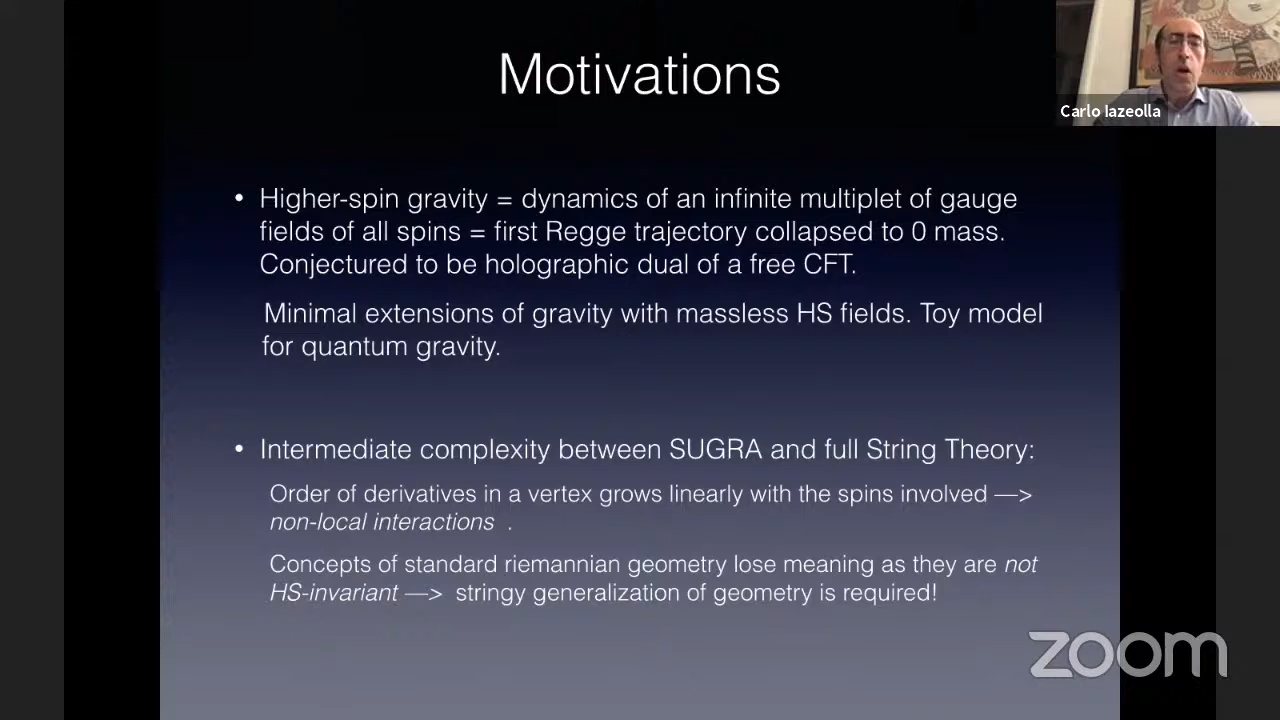 Motivations
Carlo Iazeolla
• Higher-spin gravity = dynamics of an infinite multiplet of gauge
fields of all spins = first Regge trajectory collapsed to 0 mass.
Conjectured to be holographic dual of a free CFT.
Minimal extensions of gravity with massless HS fields. Toy model
for quantum gravity.
• Intermediate complexity between SUGRA and full String Theory:
Order of derivatives in a vertex grows linearly with the spins involved —>
non-local interactions .
Concepts of standard riemannian geometry lose meaning as they are not
HS-invariant —> stringy generalization of geometry is required!
zoom